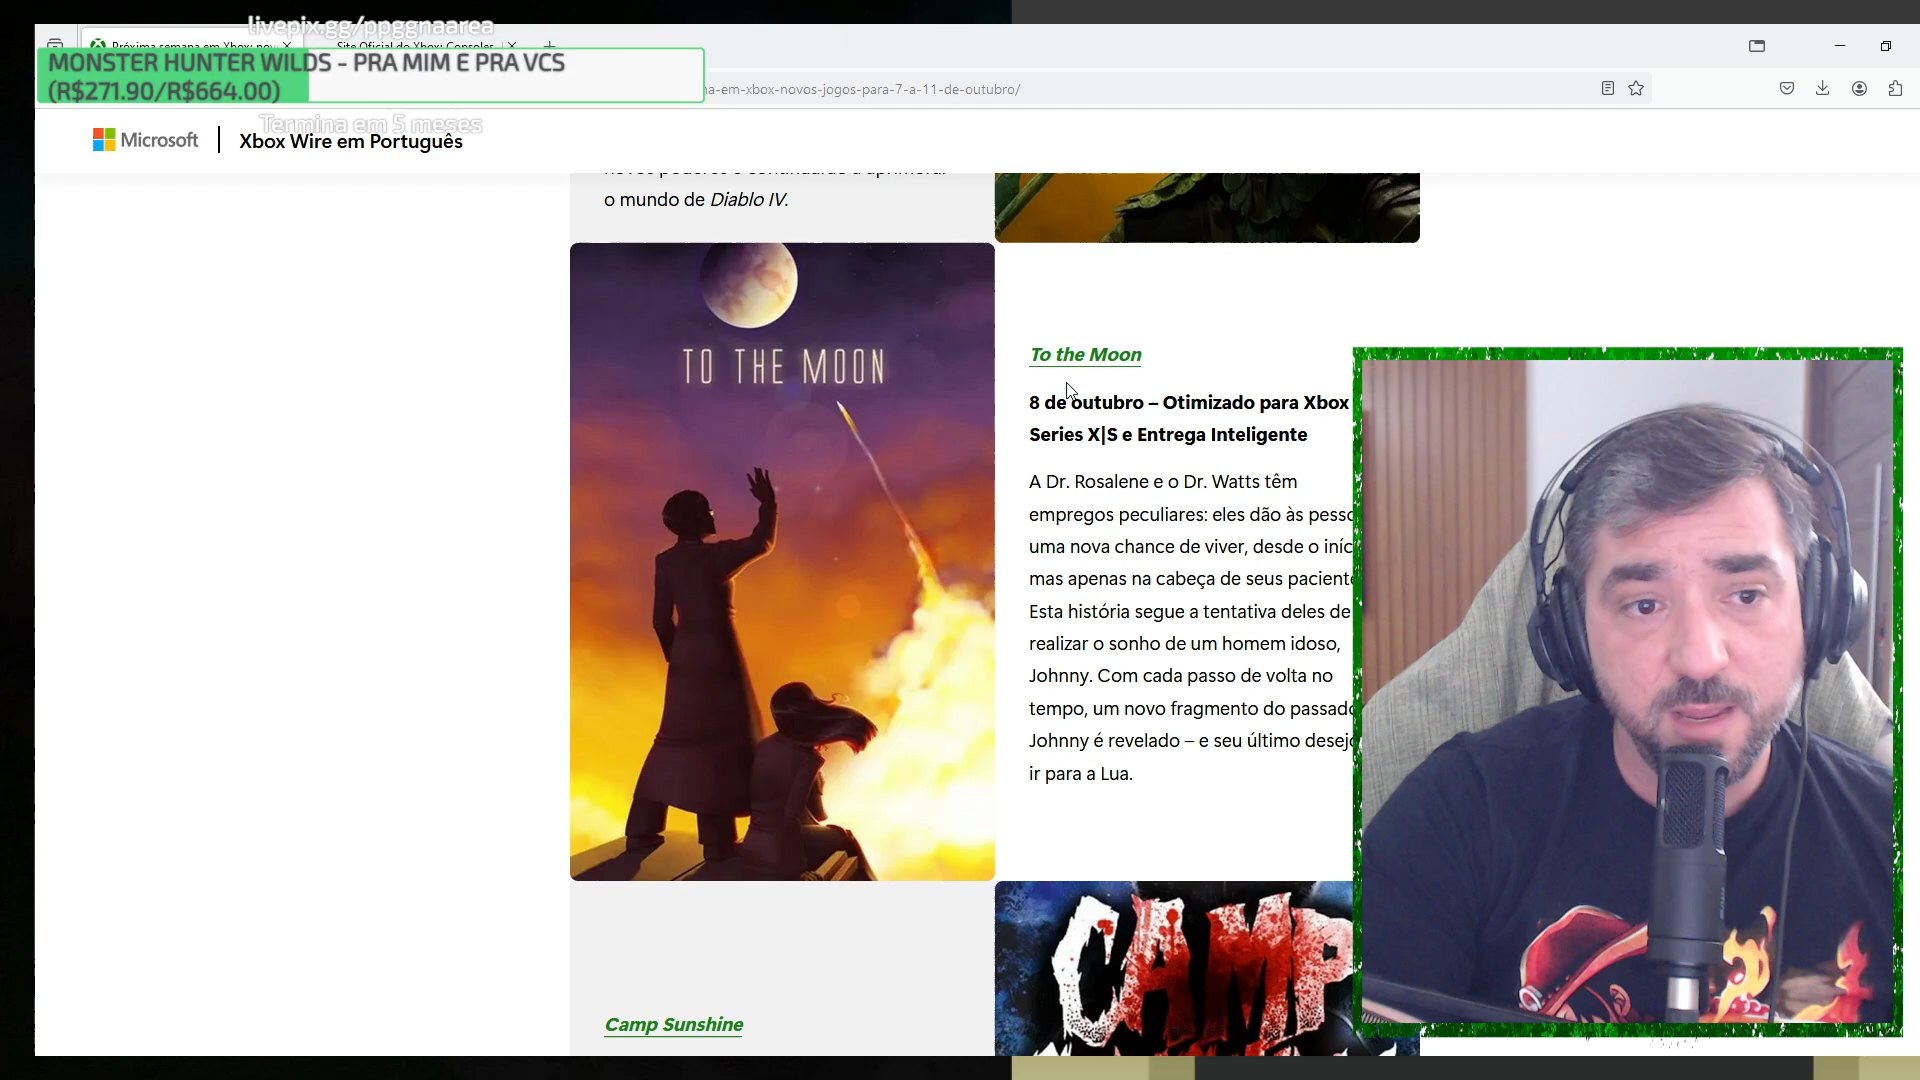 livepix.gg/ppggnaarea
Próxima semana em Xbox: nov
Site Oficial do Xbox: Consoles
MONSTER HUNTER WILDS - PRA MIM E PRA VCS
(R$271.90/R$664.00)
na-em-xbox-novos-jogos-para-7-a-11-de-outubro/
Termina em 5 meses
Microsoft
Xbox Wire em Português
o mundo de Diablo IV.
TO THE MOON
To the Moon
8 de outubro – Otimizado para Xbox
Series X|S e Entrega Inteligente
A Dr. Rosalene e o Dr. Watts têm
empregos peculiares: eles dão às pesso
uma nova chance de viver, desde o iníc
mas apenas na cabeça de seus paciente
Esta história segue a tentativa deles de
realizar o sonho de um homem idoso,
Johnny. Com cada passo de volta no
tempo, um novo fragmento do passado
Johnny é revelado – e seu último desejo
ir para a Lua.
CAMP
Camp Sunshine